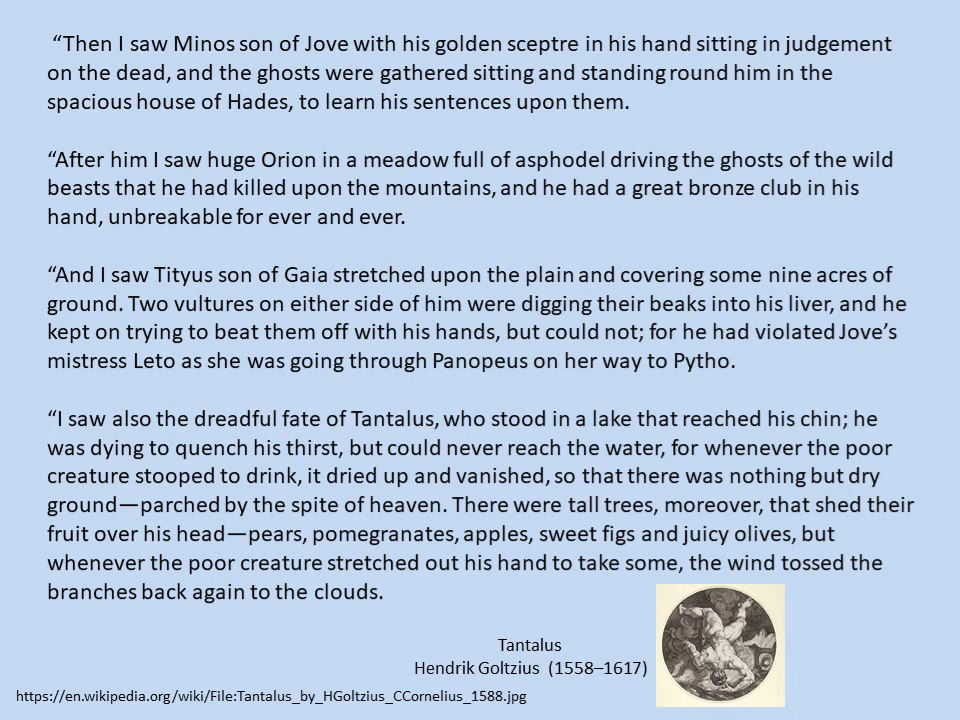 “Then I saw Minos son of Jove with his golden sceptre in his hand sitting in judgement
on the dead, and the ghosts were gathered sitting and standing round him in the
spacious house of Hades, to learn his sentences upon them.
“After him I saw huge Orion in a meadow full of asphodel driving the ghosts of the wild
beasts that he had killed upon the mountains, and he had a great bronze club in his
hand, unbreakable for ever and ever.
“And I saw Tityus son of Gaia stretched upon the plain and covering some nine acres of
ground. Two vultures on either side of him were digging their beaks into his liver, and he
kept on trying to beat them off with his hands, but could not; for he had violated Jove’s
mistress Leto as she was going through Panopeus on her way to Pytho.
“I saw also the dreadful fate of Tantalus, who stood in a lake that reached his chin; he
was dying to quench his thirst, but could never reach the water, for whenever the poor
creature stooped to drink, it dried up and vanished, so that there was nothing but dry
ground—parched by the spite of heaven. There were tall trees, moreover, that shed their
fruit over his head—pears, pomegranates, apples, sweet figs and juicy olives, but
whenever the poor creature stretched out his hand to take some, the wind tossed the
branches back again to the clouds.
Tantalus
Hendrik Goltzius (1558–1617)
https://en.wikipedia.org/wiki/File:Tantalus_by_HGoltzius_CCornelius_1588.jpg